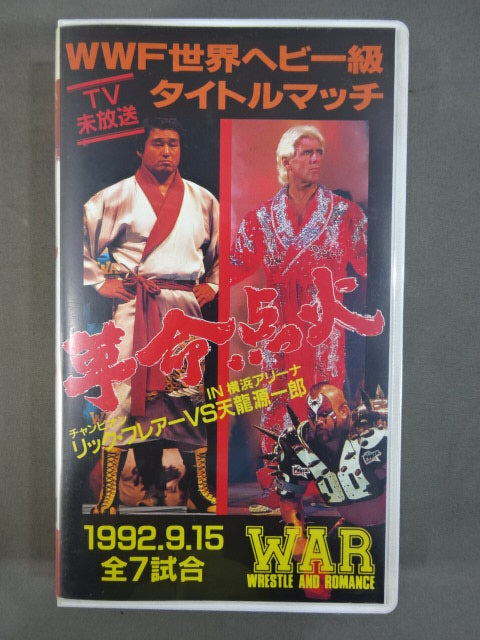 WWF世界ヘビー級
タイトルマッチ
TV
未放送
革命点火
IN 横浜アリーナ
チャンピオン
リック・フレアーVS天龍源一郎
1992.9.15
全7試合
WAR
WRESTLE AND ROMANCE